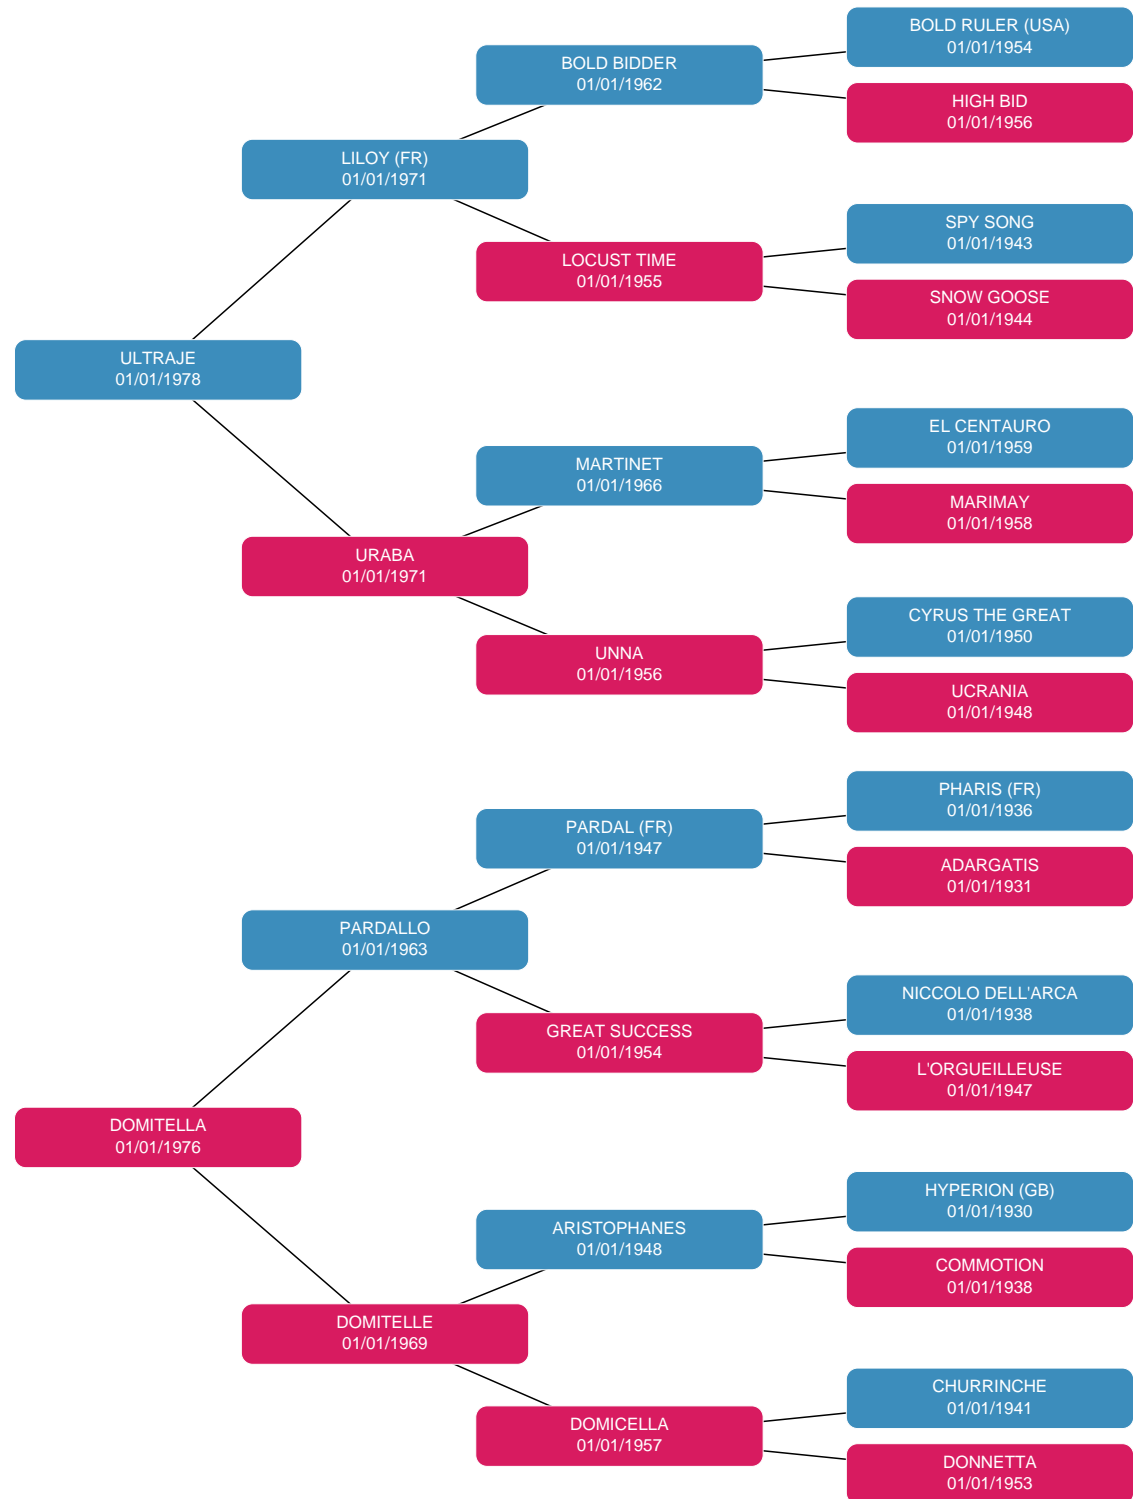 BOLD RULER (USA)
01/01/1954
BOLD BIDDER
01/01/1962
HIGH BID
01/01/1956
LILOY (FR)
01/01/1971
SPY SONG
01/01/1943
LOCUST TIME
01/01/1955
SNOW GOOSE
01/01/1944
ULTRAJE
01/01/1978
EL CENTAURO
01/01/1959
MARTINET
01/01/1966
MARIMAY
01/01/1958
URABA
01/01/1971
CYRUS THE GREAT
01/01/1950
UNNA
01/01/1956
UCRANIA
01/01/1948
PHARIS (FR)
01/01/1936
PARDAL (FR)
01/01/1947
ADARGATIS
01/01/1931
PARDALLO
01/01/1963
NICCOLO DELL'ARCA
01/01/1938
GREAT SUCCESS
01/01/1954
L'ORGUEILLEUSE
01/01/1947
DOMITELLA
01/01/1976
HYPERION (GB)
01/01/1930
ARISTOPHANES
01/01/1948
COMMOTION
01/01/1938
DOMITELLE
01/01/1969
CHURRINCHE
01/01/1941
DOMICELLA
01/01/1957
DONNETTA
01/01/1953